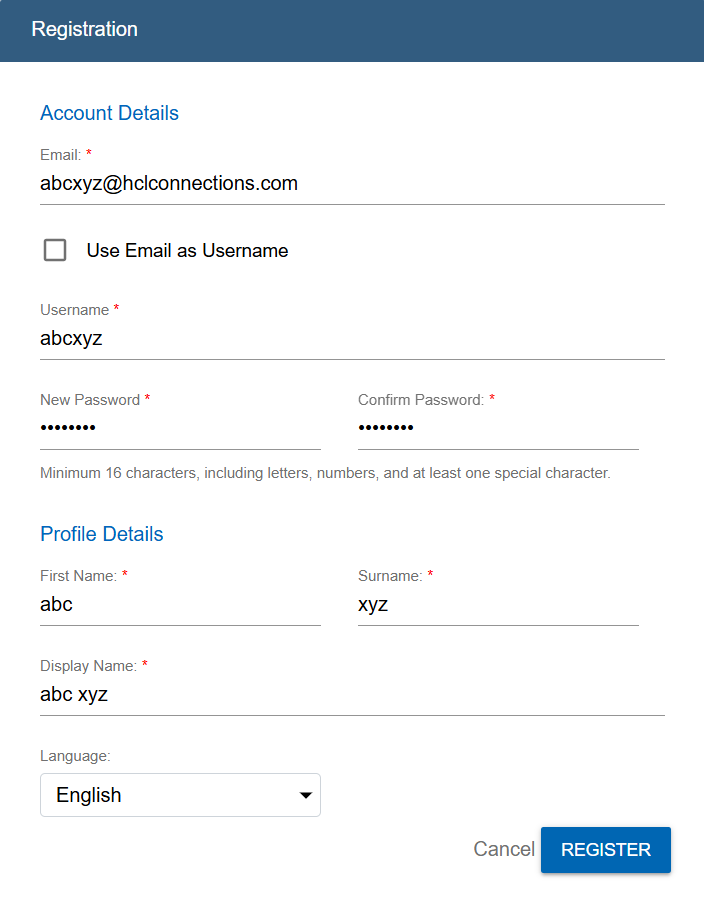 Registration
Account Details
Email: *
abcxyz@hclconnections.com
Use Email as Username
Username *
abcxyz
New Password * Confirm Password: *
•••••••• ••••••••
Minimum 16 characters, including letters, numbers, and at least one special character.
Profile Details
First Name: * Surname: *
abc xyz
Display Name: *
abc xyz
Language:
English
Cancel REGISTER